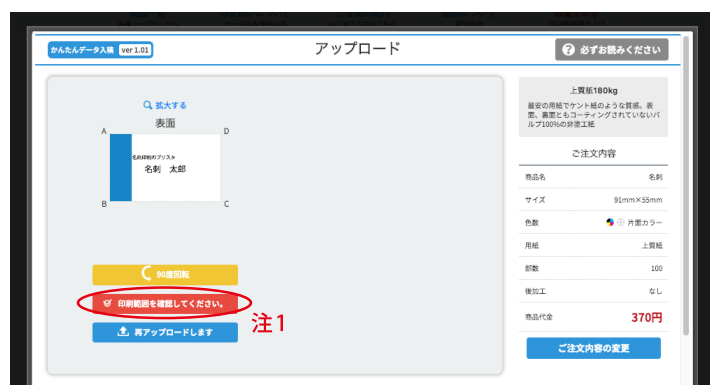 かんたんデータ入稿 ver 1.01
アップロード
? 必ずお読みください
拡大する
表面
A
D
名刺印刷のプリスタ
名刺 太郎
B
C
90度回転
印刷範囲を確認してください。
注1
再アップロードします
上質紙180kg
最安の用紙でケント紙のような質感。表
面、裏面ともコーティングされていないパ
ルプ100%の非塗工紙
ご注文内容
商品名 名刺
サイズ 91mm×55mm
色数 片面カラー
用紙 上質紙
部数 100
後加工 なし
商品代金 370円
ご注文内容の変更